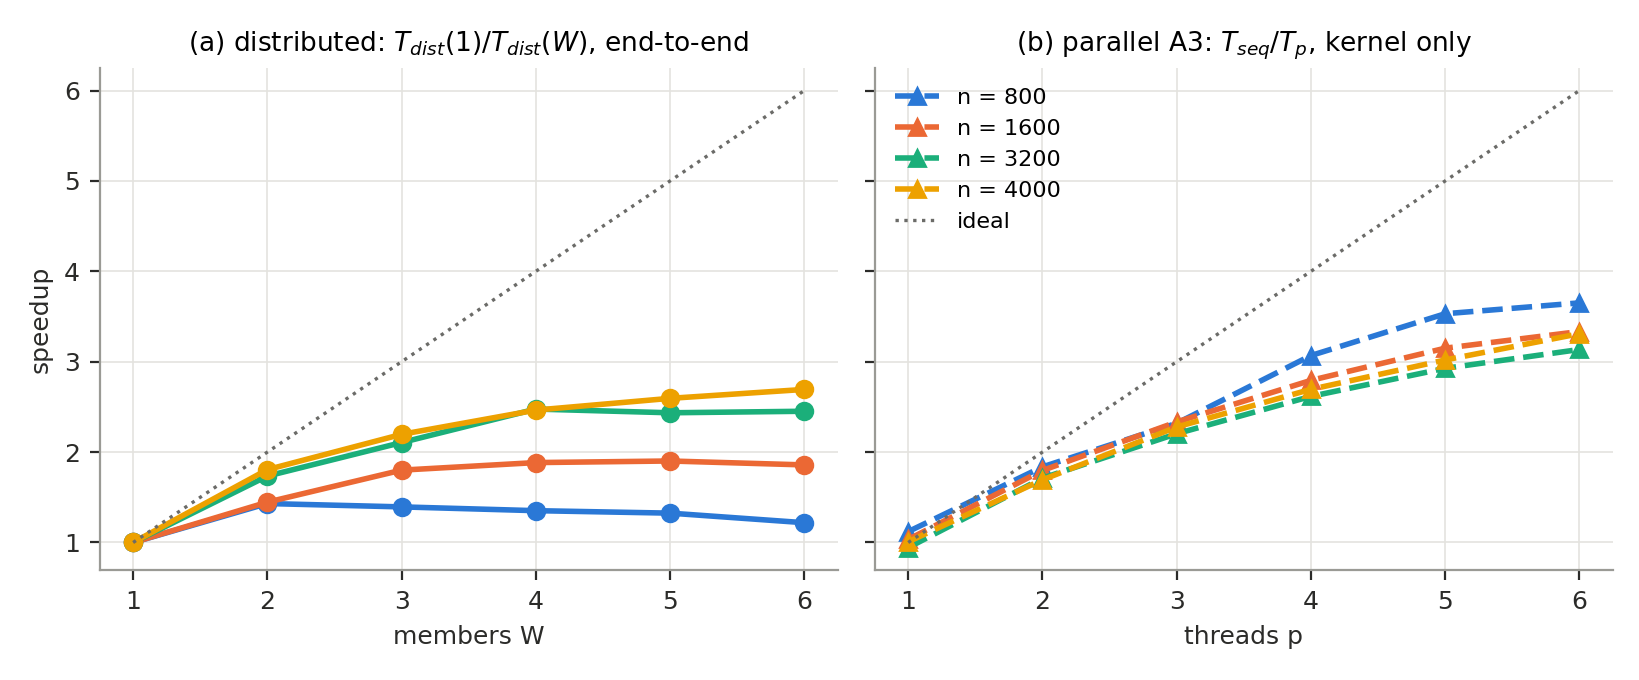 (a) distributed: T_dist(1)/T_dist(W), end-to-end
speedup
6
5
4
3
2
1
1 2 3 4 5 6
members W
(b) parallel A3: T_seq/T_p, kernel only
n = 800
n = 1600
n = 3200
n = 4000
ideal
1 2 3 4 5 6
threads p